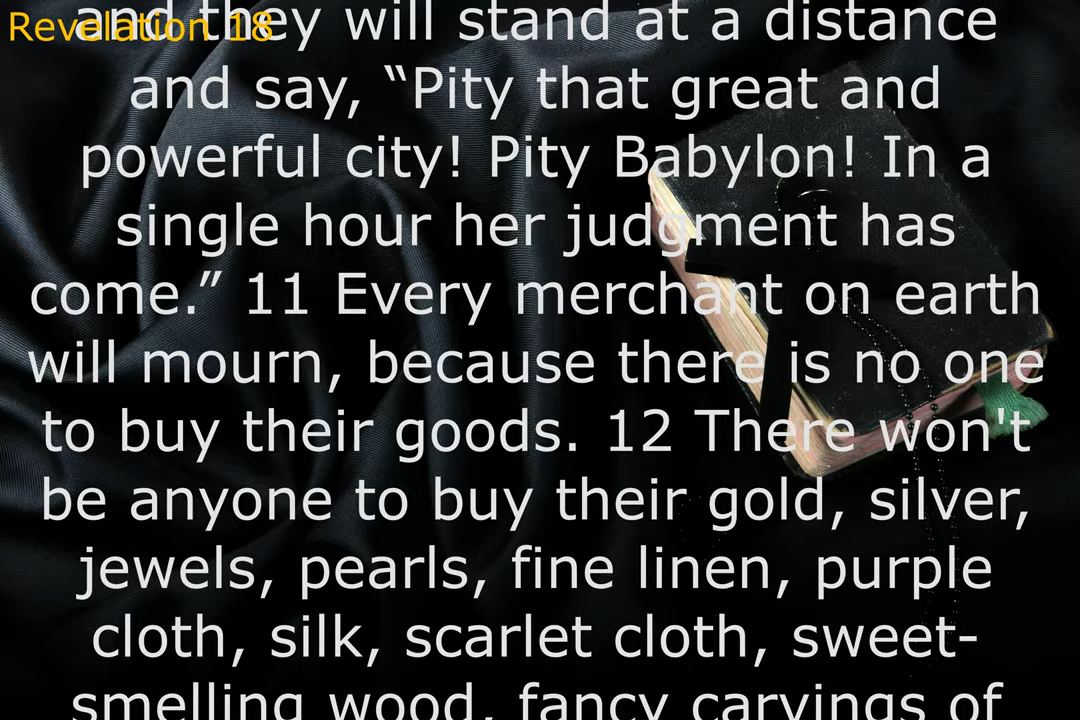 Revelation 18
and they will stand at a distance
and say, “Pity that great and
powerful city! Pity Babylon! In a
single hour her judgment has
come.” 11 Every merchant on earth
will mourn, because there is no one
to buy their goods. 12 There won't
be anyone to buy their gold, silver,
jewels, pearls, fine linen, purple
cloth, silk, scarlet cloth, sweet-
smelling wood, fancy carvings of